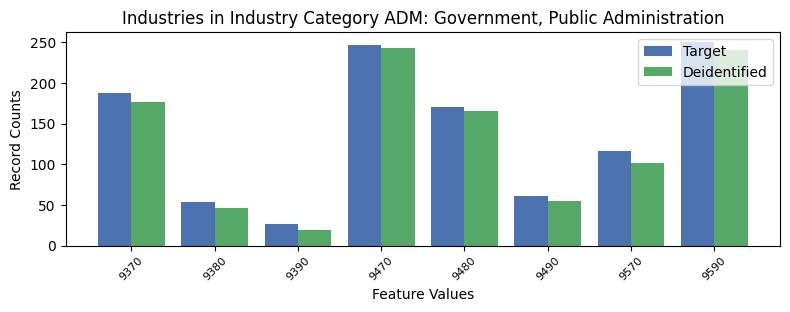 Industries in Industry Category ADM: Government, Public Administration
Record Counts
250
200
150
100
50
0
Target
Deidentified
9370
9380
9390
9470
9480
9490
9570
9590
Feature Values